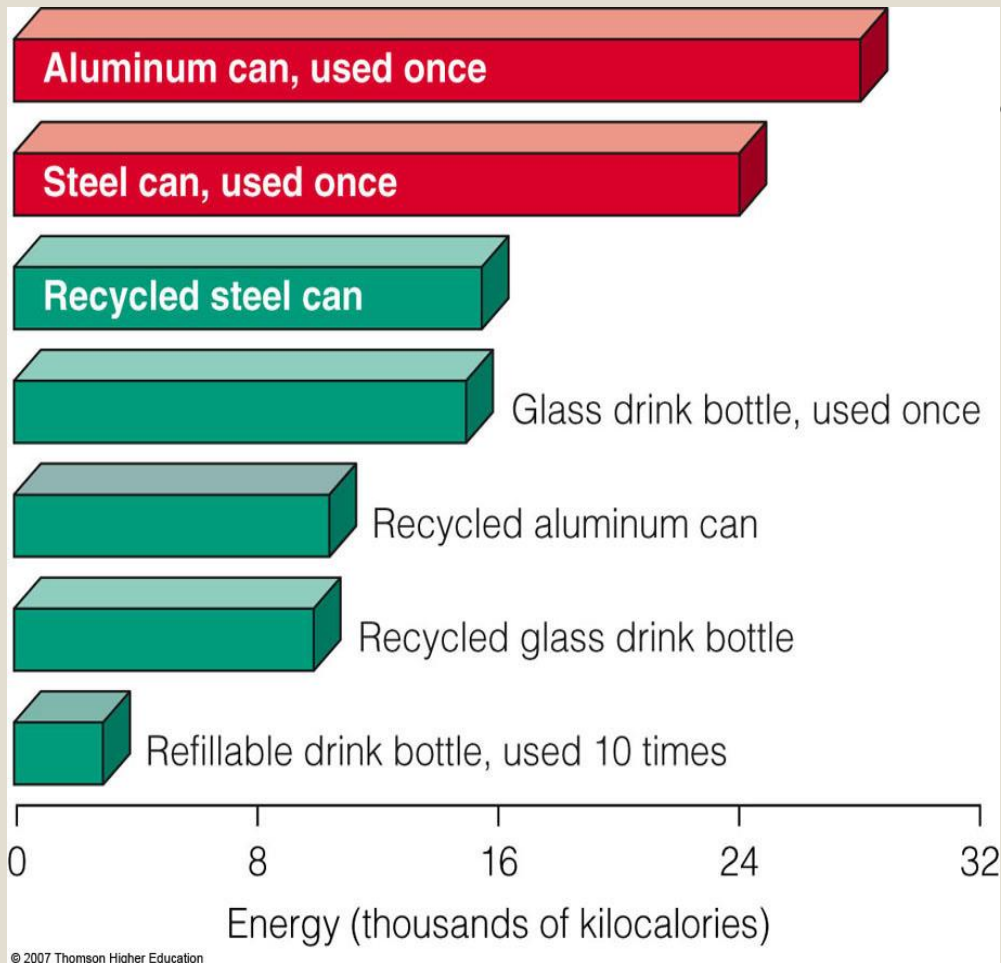 Aluminum can, used once
Steel can, used once
Recycled steel can
Glass drink bottle, used once
Recycled aluminum can
Recycled glass drink bottle
Refillable drink bottle, used 10 times
0 8 16 24 32
Energy (thousands of kilocalories)
© 2007 Thomson Higher Education